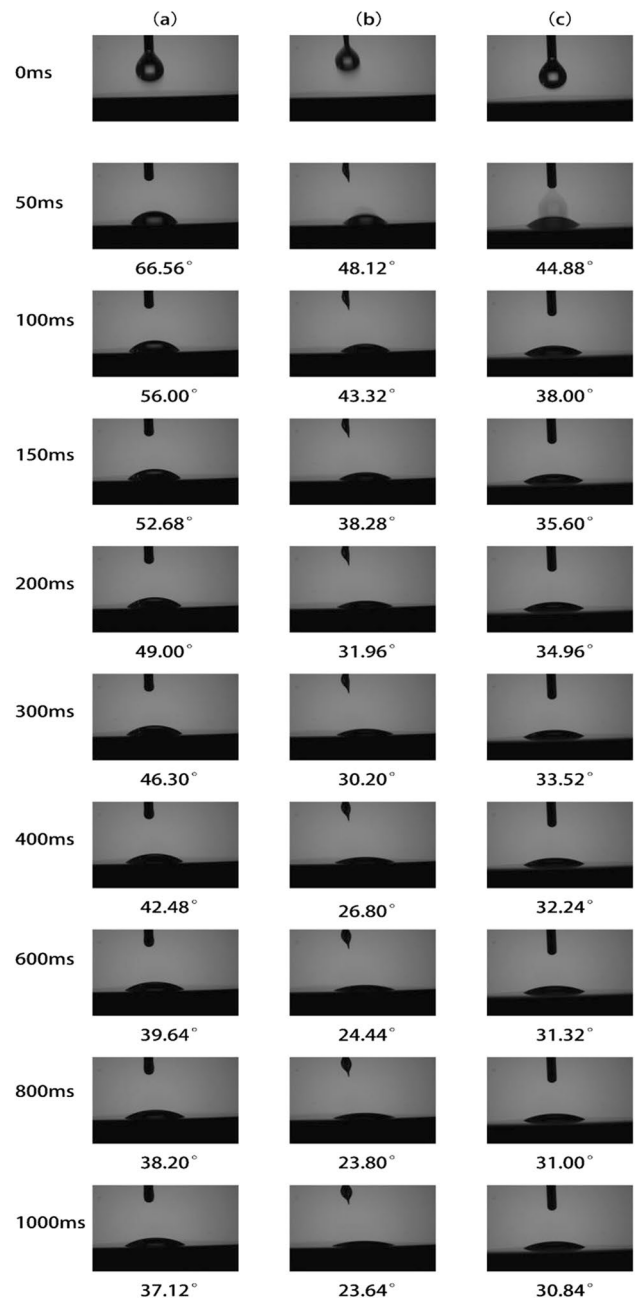 (a) (b) (c)
0ms
50ms
66.56° 48.12° 44.88°
100ms
56.00° 43.32° 38.00°
150ms
52.68° 38.28° 35.60°
200ms
49.00° 31.96° 34.96°
300ms
46.30° 30.20° 33.52°
400ms
42.48° 26.80° 32.24°
600ms
39.64° 24.44° 31.32°
800ms
38.20° 23.80° 31.00°
1000ms
37.12° 23.64° 30.84°